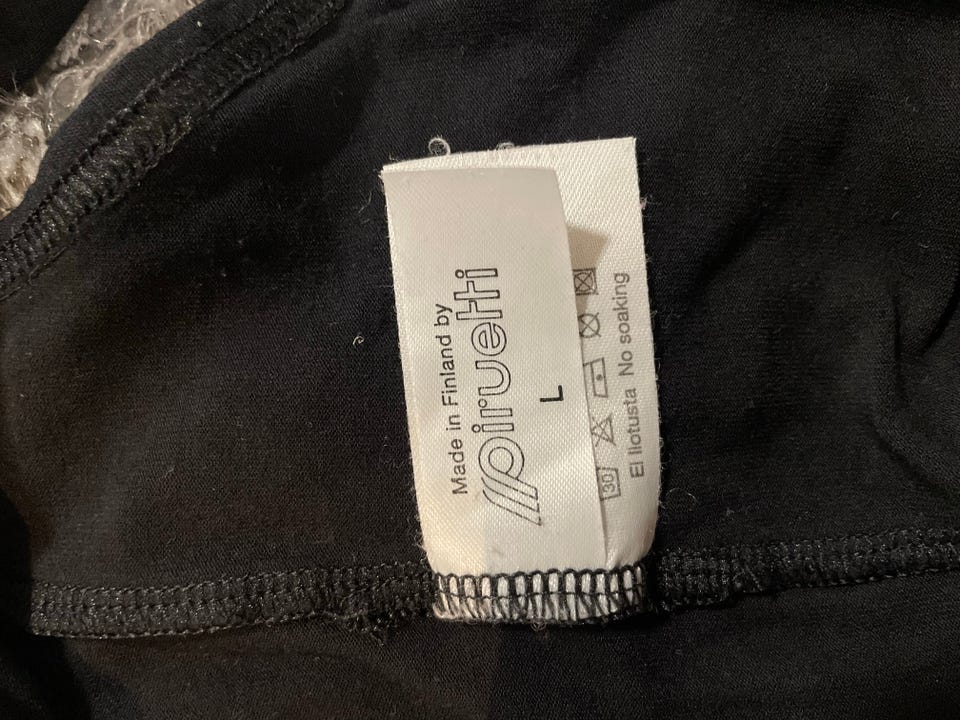 Made in Finland by
piruetti
L
30
Ei liotusta No soaking